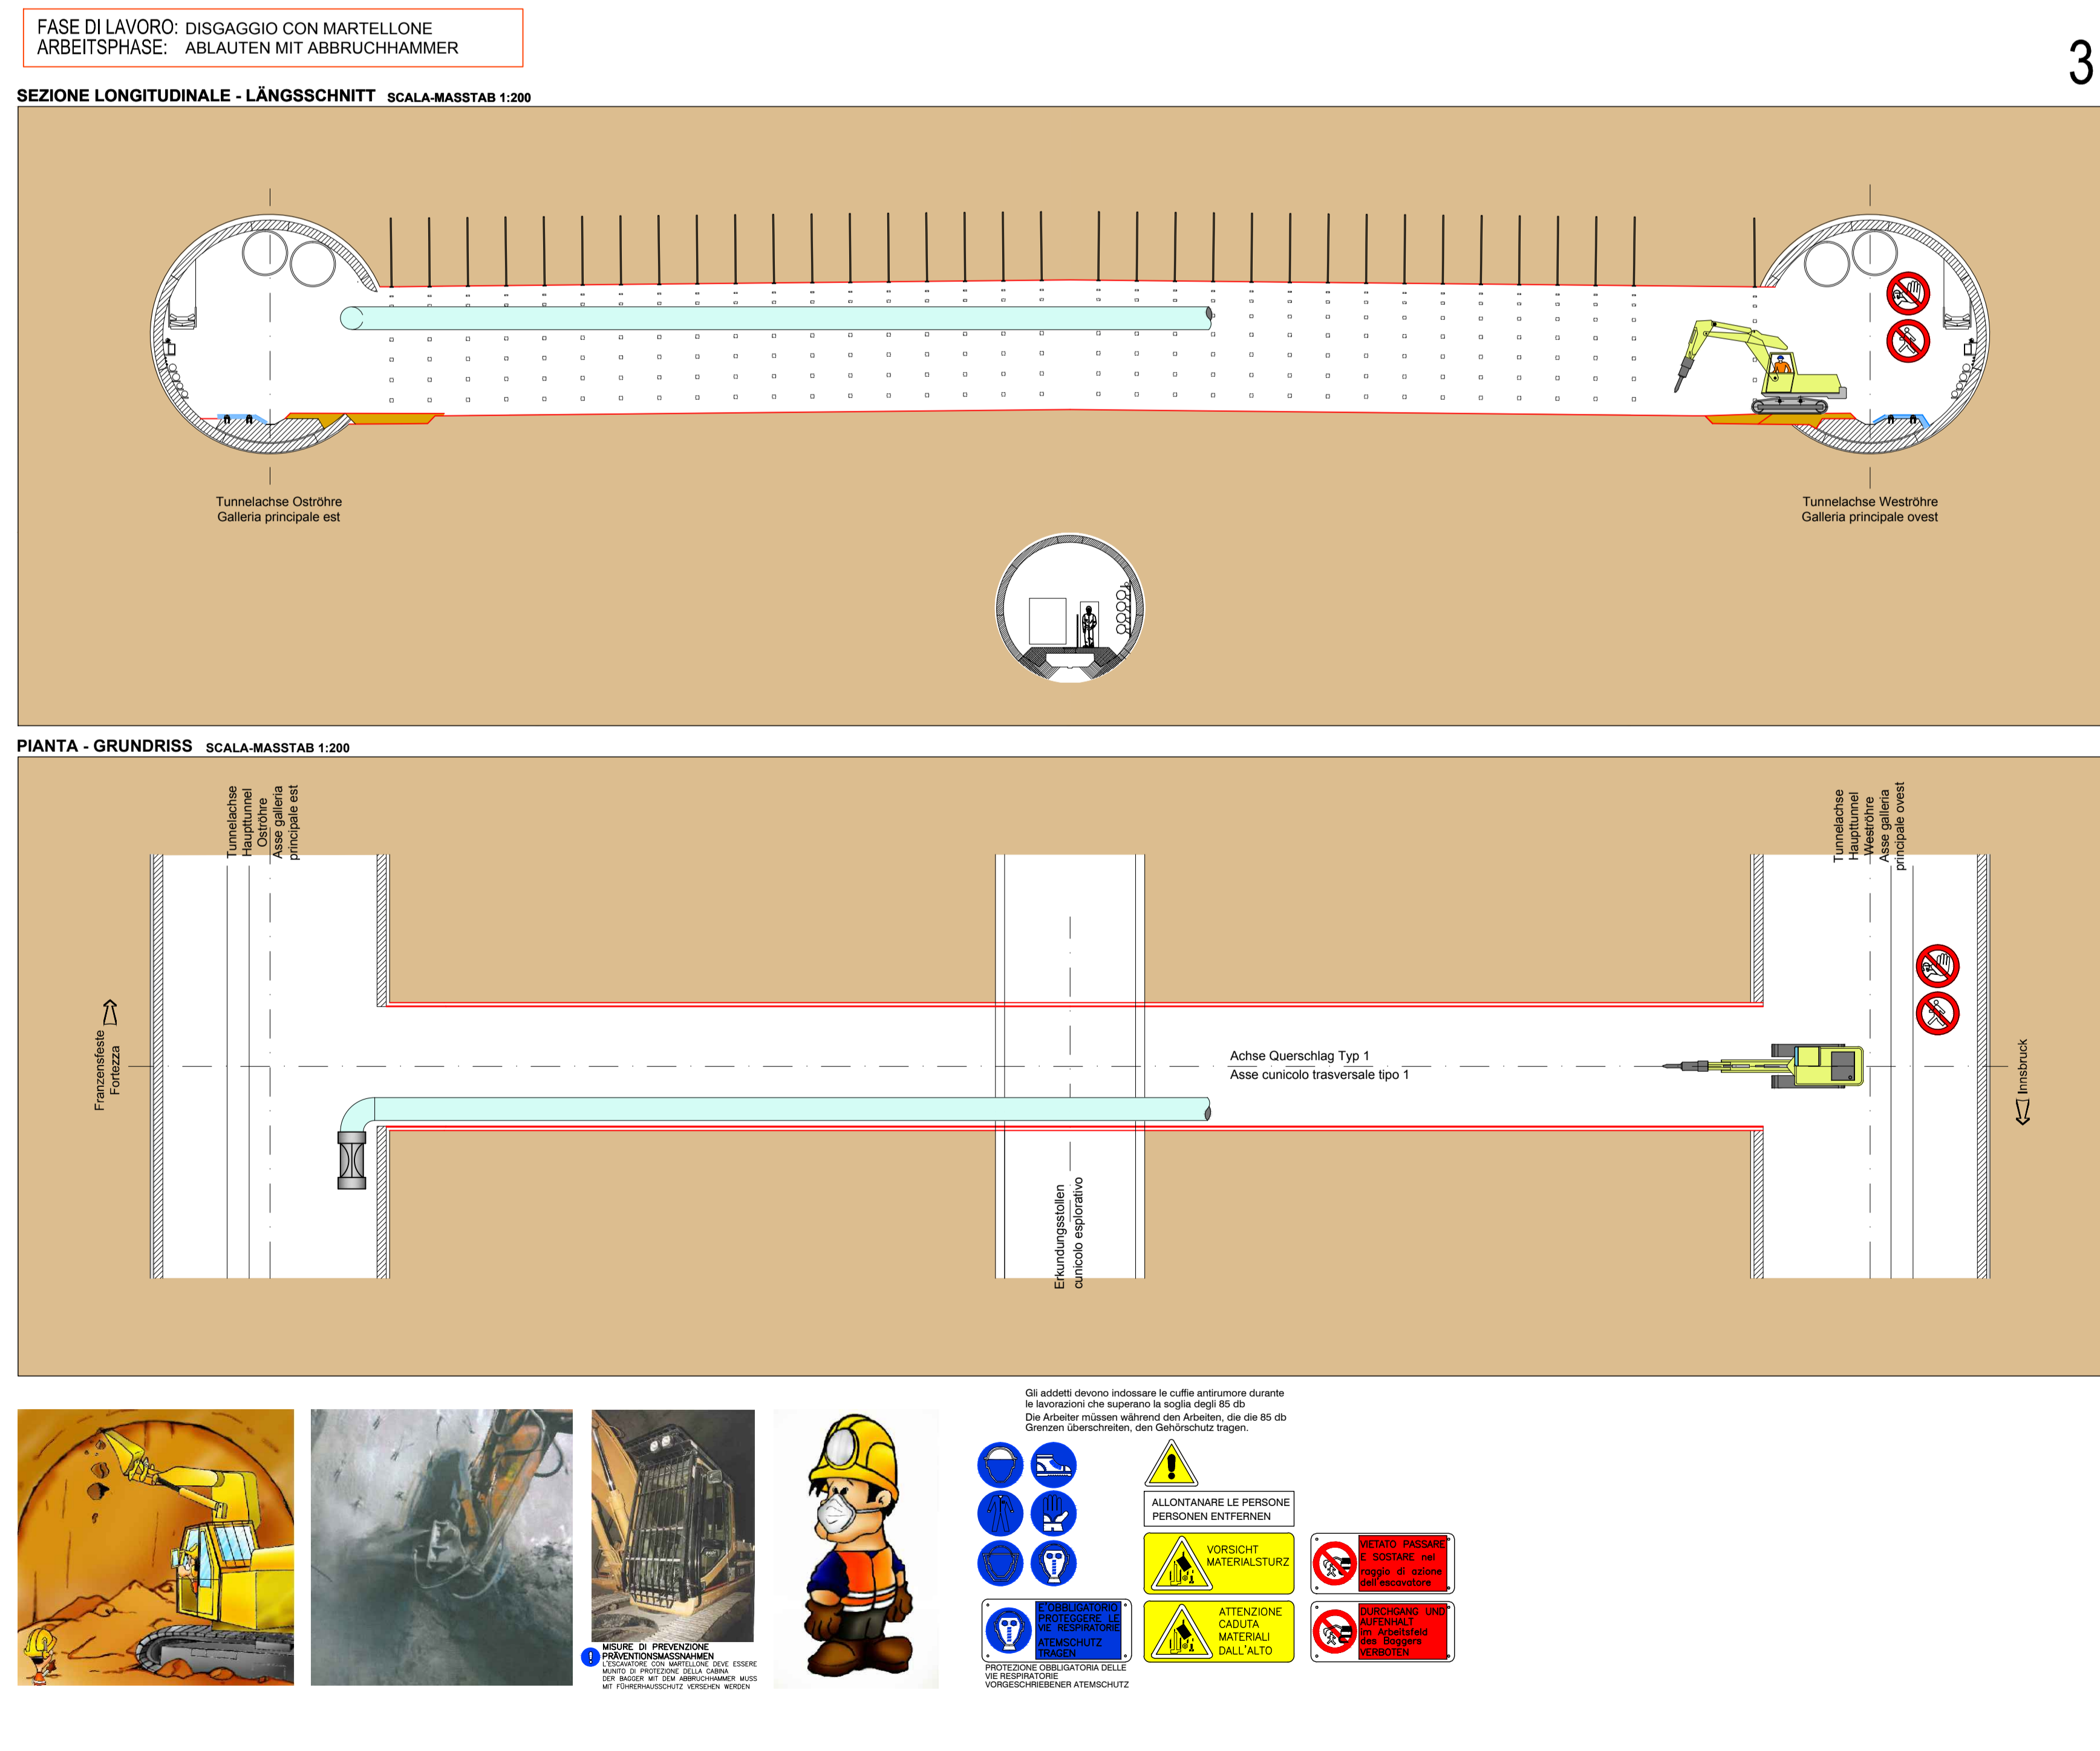 FASE DI LAVORO: DISGAGGIO CON MARTELLONE
ARBEITSPHASE: ABLAUTEN MIT ABBRUCHHAMMER
3
SEZIONE LONGITUDINALE - LÄNGSSCHNITT SCALA-MASSTAB 1:200
Tunnelachse Oströhre
Galleria principale est
Tunnelachse Weströhre
Galleria principale ovest
PIANTA - GRUNDRISS SCALA-MASSTAB 1:200
Tunnelachse
Haupttunnel
Oströhre
Asse galleria
principale est
Tunnelachse
Haupttunnel
Weströhre
Asse galleria
principale ovest
Franzensfeste
Fortezza
Achse Querschlag Typ 1
Asse cunicolo trasversale tipo 1
Innsbruck
Erkundungsstollen
cunicolo esplorativo
Gli addetti devono indossare le cuffie antirumore durante
le lavorazioni che superano la soglia degli 85 db
Die Arbeiter müssen während den Arbeiten, die die 85 db
Grenzen überschreiten, den Gehörschutz tragen.
ALLONTANARE LE PERSONE
PERSONEN ENTFERNEN
VORSICHT
MATERIALSTURZ
VIETATO PASSARE
E SOSTARE nel
raggio di azione
dell'escavatore
E'OBBLIGATORIO
PROTEGGERE LE
VIE RESPIRATORIE
ATEMSCHUTZ
TRAGEN
ATTENZIONE
CADUTA
MATERIALI
DALL'ALTO
DURCHGANG UND
AUFENHALT
im Arbeitsfeld
des Baggers
VERBOTEN
PROTEZIONE OBBLIGATORIA DELLE
VIE RESPIRATORIE
VORGESCHRIEBENER ATEMSCHUTZ
MISURE DI PREVENZIONE
PRÄVENTIONSMASSNAHMEN
L'ESCAVATORE CON MARTELLONE DEVE ESSERE
MUNITO DI PROTEZIONE DELLA CABINA
DER BAGGER MIT DEM ABBRUCHHAMMER MUSS
MIT FÜHRERHAUSSCHUTZ VERSEHEN WERDEN